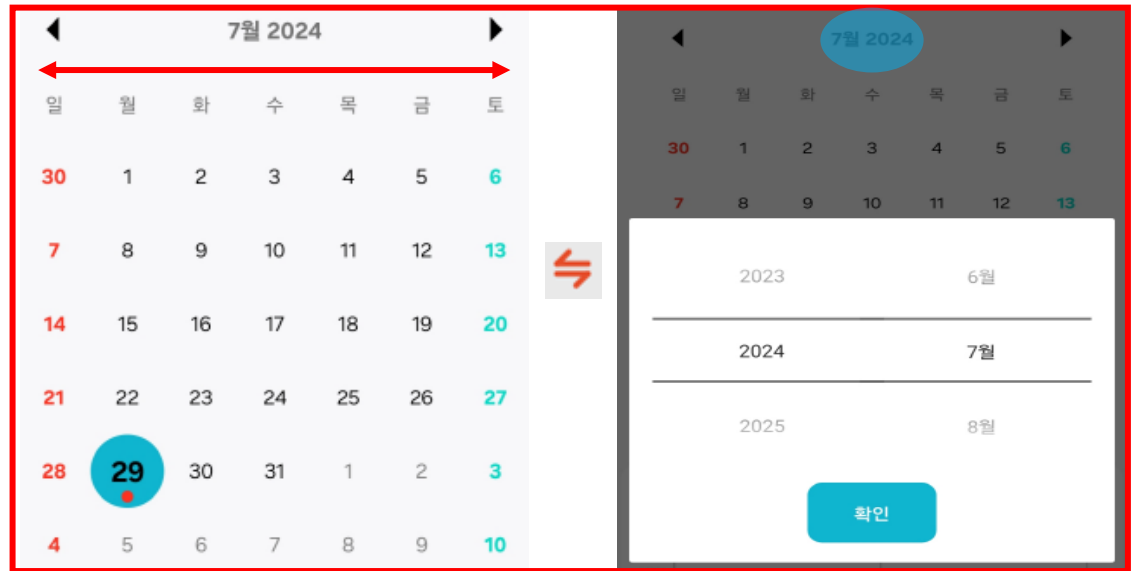 7월 2024
일 월 화 수 목 금 토
30 1 2 3 4 5 6
7 8 9 10 11 12 13
14 15 16 17 18 19 20
21 22 23 24 25 26 27
28 29 30 31 1 2 3
4 5 6 7 8 9 10
7월 2024
일 월 화 수 목 금 토
30 1 2 3 4 5 6
7 8 9 10 11 12 13
2023 6월
2024 7월
2025 8월
확인